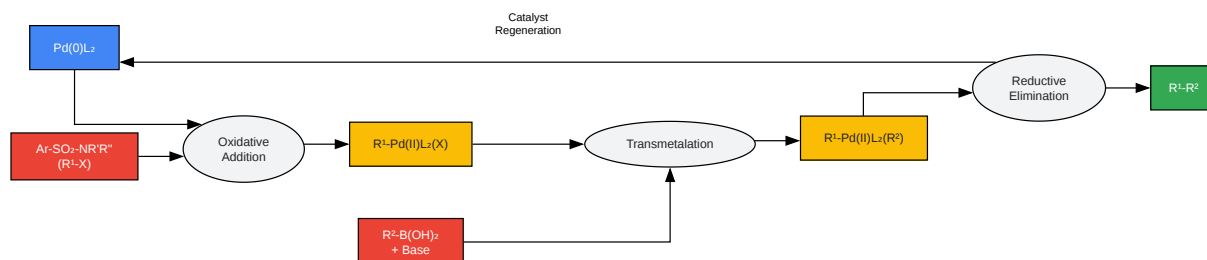 Catalyst
Regeneration
Pd(0)L₂
Reductive
Elimination
R¹-R²
Ar-SO₂-NR'R"
(R¹-X)
Oxidative
Addition
R¹-Pd(II)L₂(X)
Transmetalation
R¹-Pd(II)L₂(R²)
R²-B(OH)₂
+ Base